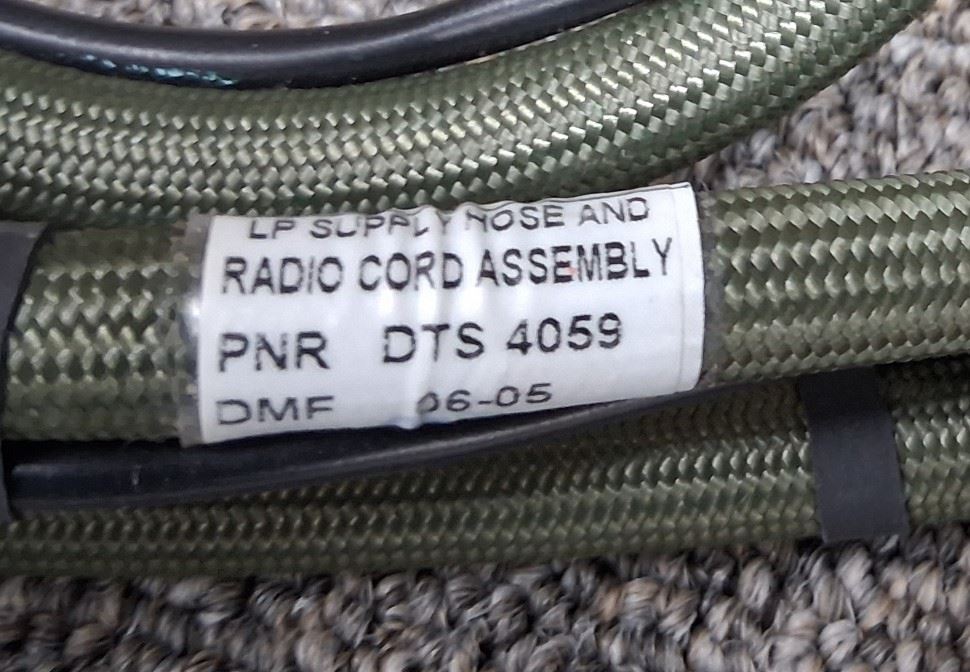 LP SUPPLY HOSE AND
RADIO CORD ASSEMBLY
PNR DTS 4059
DMF 06-05